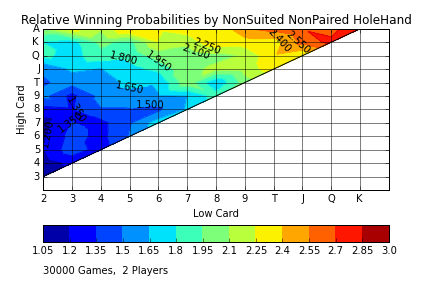 Relative Winning Probabilities by NonSuited NonPaired HoleHand
A
K
Q
J
T
9
8
7
6
5
4
3
High Card
2.250
2.100
1.950
1.800
1.650
1.500
2.400
2.550
2 3 4 5 6 7 8 9 T J Q K
Low Card
1.05 1.2 1.35 1.5 1.65 1.8 1.95 2.1 2.25 2.4 2.55 2.7 2.85 3.0
30000 Games, 2 Players